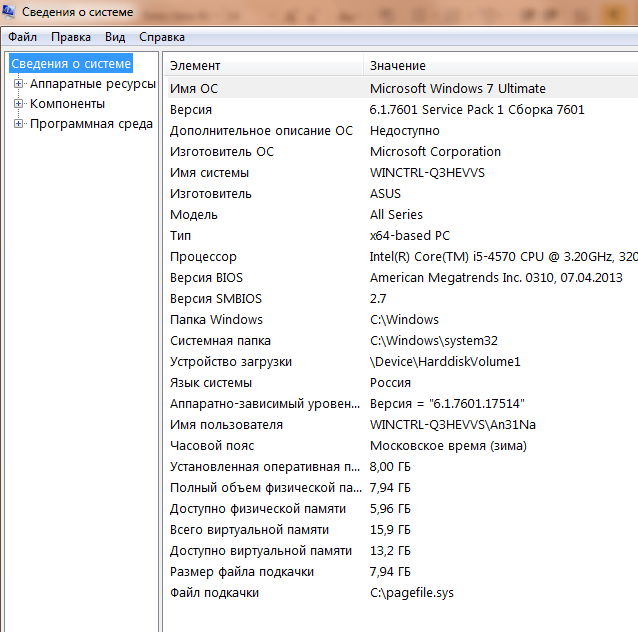 Сведения о системе
Файл Правка Вид Справка
Сведения о системе
Аппаратные ресурсы
Компоненты
Программная среда
Элемент Значение
Имя ОС Microsoft Windows 7 Ultimate
Версия 6.1.7601 Service Pack 1 Сборка 7601
Дополнительное описание ОС Недоступно
Изготовитель ОС Microsoft Corporation
Имя системы WINCTRL-Q3HEVVS
Изготовитель ASUS
Модель All Series
Тип x64-based PC
Процессор Intel(R) Core(TM) i5-4570 CPU @ 3.20GHz, 320
Версия BIOS American Megatrends Inc. 0310, 07.04.2013
Версия SMBIOS 2.7
Папка Windows C:\Windows
Системная папка C:\Windows\system32
Устройство загрузки \Device\HarddiskVolume1
Язык системы Россия
Аппаратно-зависимый уровен... Версия = "6.1.7601.17514"
Имя пользователя WINCTRL-Q3HEVVS\An31Na
Часовой пояс Московское время (зима)
Установленная оперативная п... 8,00 ГБ
Полный объем физической па... 7,94 ГБ
Доступно физической памяти 5,96 ГБ
Всего виртуальной памяти 15,9 ГБ
Доступно виртуальной памяти 13,2 ГБ
Размер файла подкачки 7,94 ГБ
Файл подкачки C:\pagefile.sys